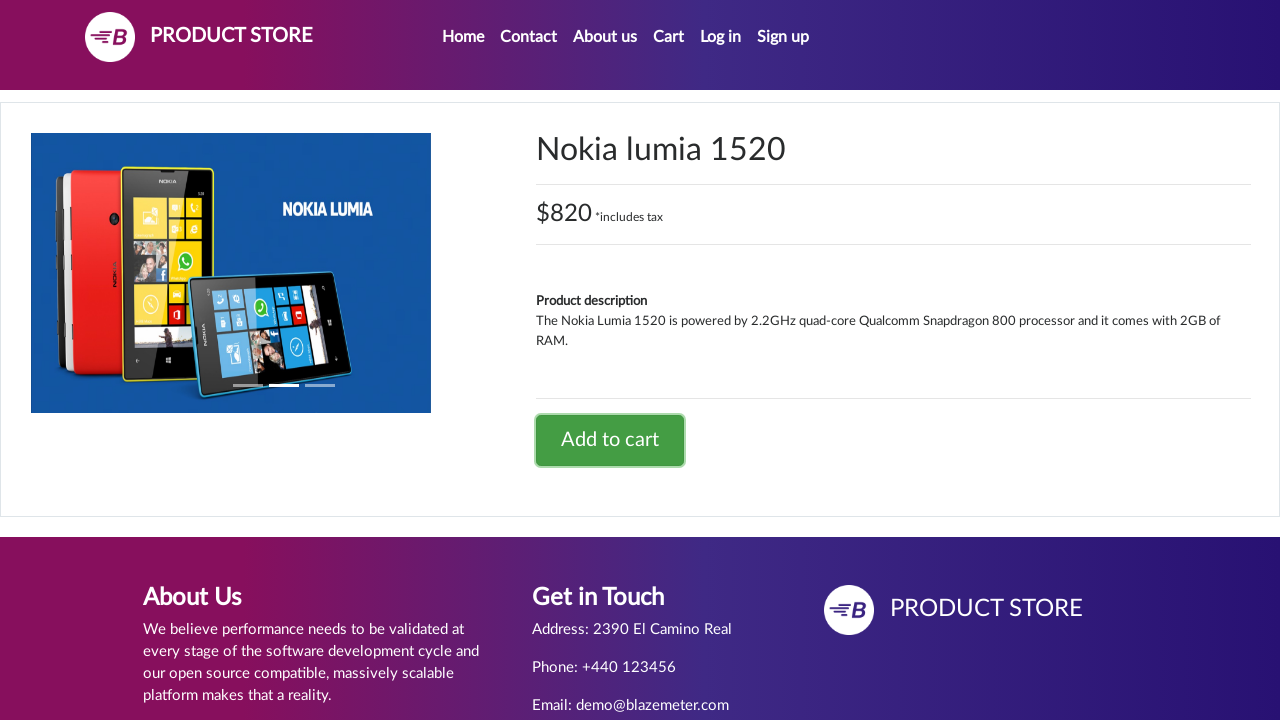 PRODUCT STORE
Home Contact About us Cart Log in Sign up
NOKIA LUMIA
Nokia lumia 1520
$820 *includes tax
Product description
The Nokia Lumia 1520 is powered by 2.2GHz quad-core Qualcomm Snapdragon 800 processor and it comes with 2GB of
RAM.
Add to cart
About Us
We believe performance needs to be validated at
every stage of the software development cycle and
our open source compatible, massively scalable
platform makes that a reality.
Get in Touch
Address: 2390 El Camino Real
Phone: +440 123456
Email: demo@blazemeter.com
PRODUCT STORE